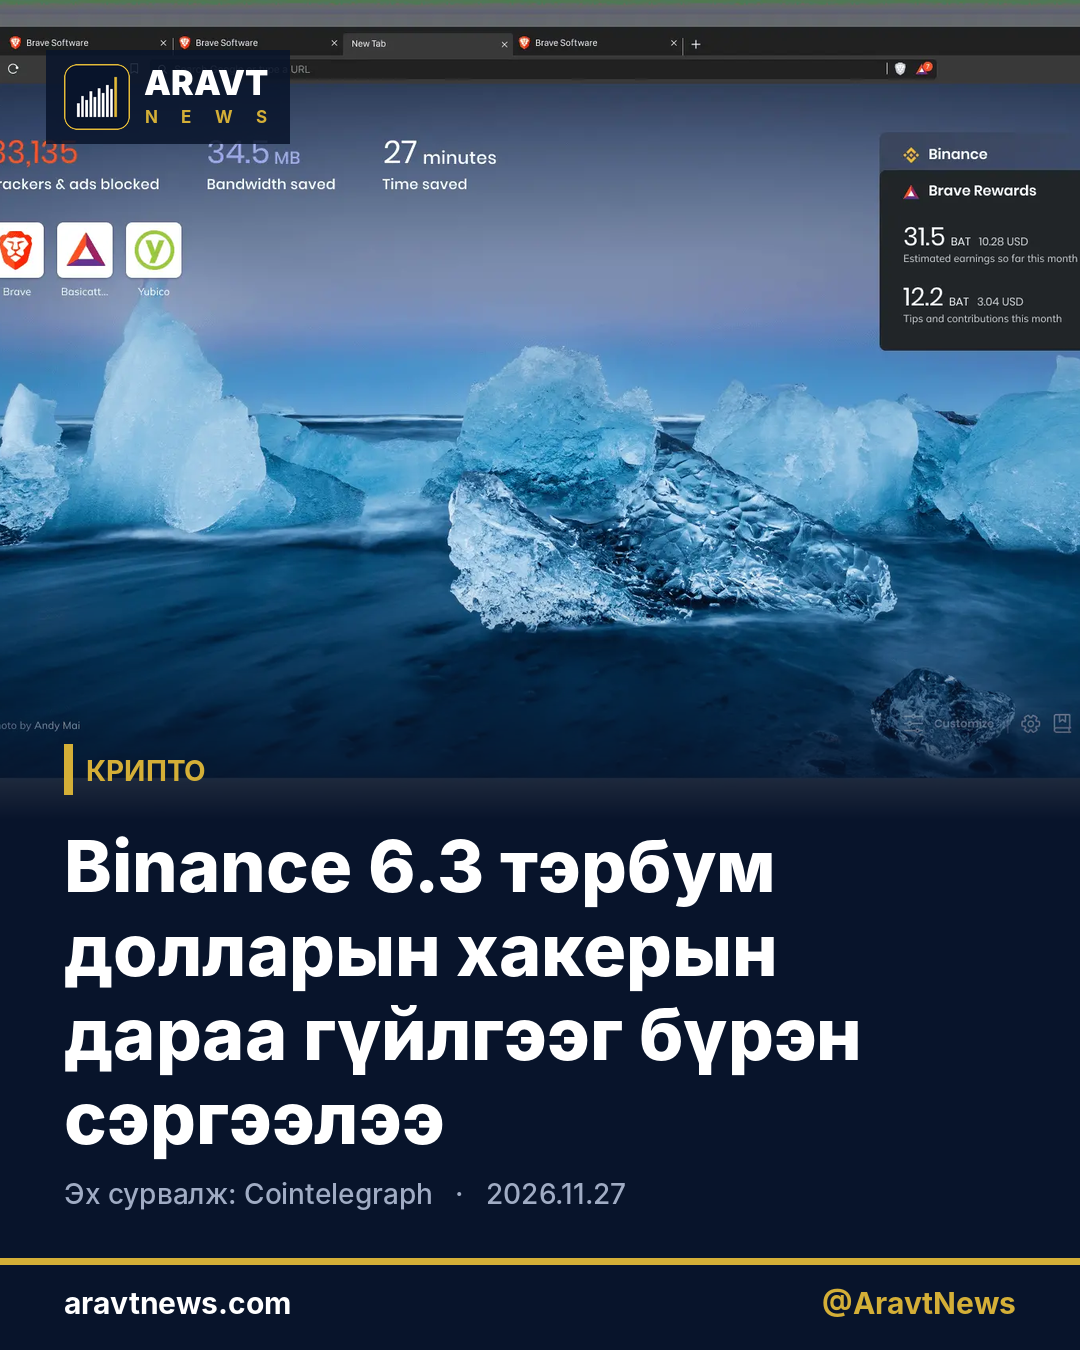 Brave Software
Brave Software
New Tab
Brave Software
URL
7
ARAVT
NEWS
33,135
rackers & ads blocked
34.5 MB
Bandwidth saved
27 minutes
Time saved
Brave
Basicatt...
Yubico
Binance
Brave Rewards
31.5 BAT 10.28 USD
Estimated earnings so far this month
12.2 BAT 3.04 USD
Tips and contributions this month
oto by Andy Mai
Customize
КРИПТО
Binance 6.3 тэрбум
долларын хакерын
дараа гүйлгээг бүрэн
сэргээлээ
Эх сурвалж: Cointelegraph · 2026.11.27
aravtnews.com
@AravtNews